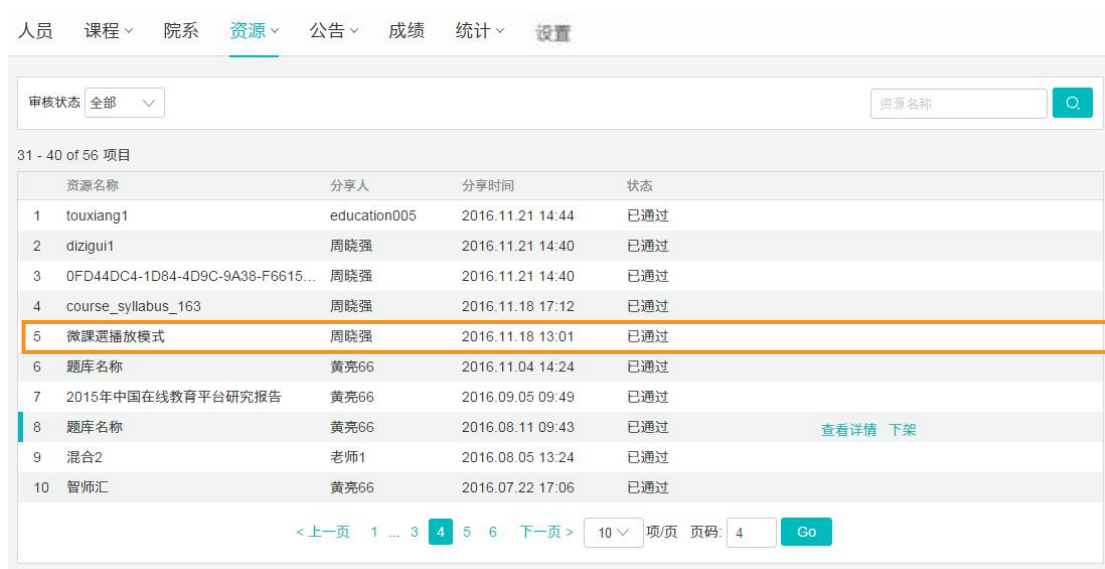 人员 课程 院系 资源 公告 成绩 统计 设置
审核状态 全部 资源名称
31 - 40 of 56 项目
资源名称 分享人 分享时间 状态
1 touxiang1 education005 2016.11.21 14:44 已通过
2 dizigui1 周晓强 2016.11.21 14:40 已通过
3 0FD44DC4-1D84-4D9C-9A38-F6615... 周晓强 2016.11.21 14:40 已通过
4 course_syllabus_163 周晓强 2016.11.18 17:12 已通过
5 微課選播放模式 周晓强 2016.11.18 13:01 已通过
6 题库名称 黄亮66 2016.11.04 14:24 已通过
7 2015年中国在线教育平台研究报告 黄亮66 2016.09.05 09:49 已通过
8 题库名称 黄亮66 2016.08.11 09:43 已通过 查看详情 下架
9 混合2 老师1 2016.08.05 13:24 已通过
10 智师汇 黄亮66 2016.07.22 17:06 已通过
<上一页 1 ... 3 4 5 6 下一页> 10 项/页 页码: 4 Go